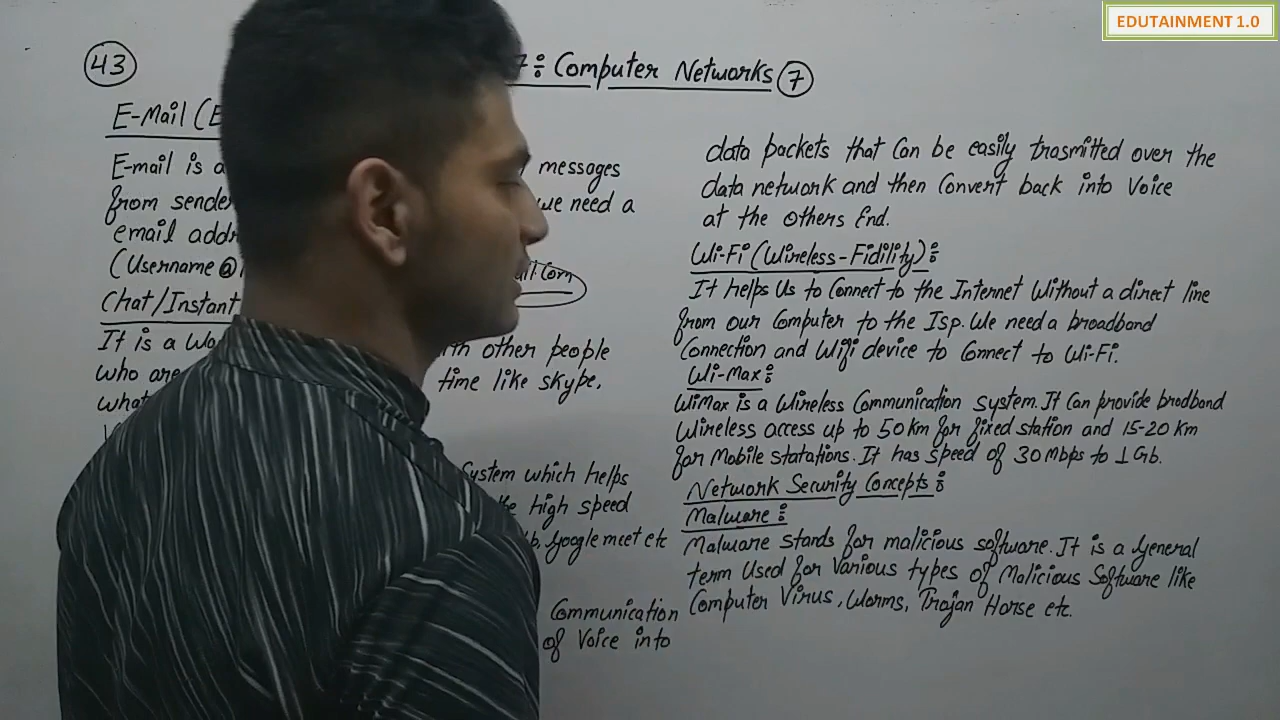 EDUTAINMENT 1.0
43
7: Computer Networks 7
E-Mail (E
E-mail is a messages
from sende we need a
email addr
(Username@ ail.Com
Chat/Instant
It is a wa ith other people
who are time like skype,
what
System which helps
high speed
b, google meet etc
Communication
of Voice into
data packets that Can be easily trasmitted over the
data network and then Convert back into Voice
at the others End.
Wi-Fi (Wireless-Fidility):
It helps Us to Connect to the Internet Without a direct line
from our Computer to the Isp. We need a broadband
Connection and Wifi device to Connect to Wi-Fi.
Wi-Max:
WiMax is a Wireless Communication system. It Can provide brodband
Wireless access up to 50 Km for fixed station and 15-20 Km
for Mobile statations. It has speed of 30 Mbps to 1 Gb.
Network Security Concepts:
Malware:
Malware stands for malicious software. It is a General
term Used for Various types of Malicious Software like
Computer Virus, Worms, Trojan Horse etc.